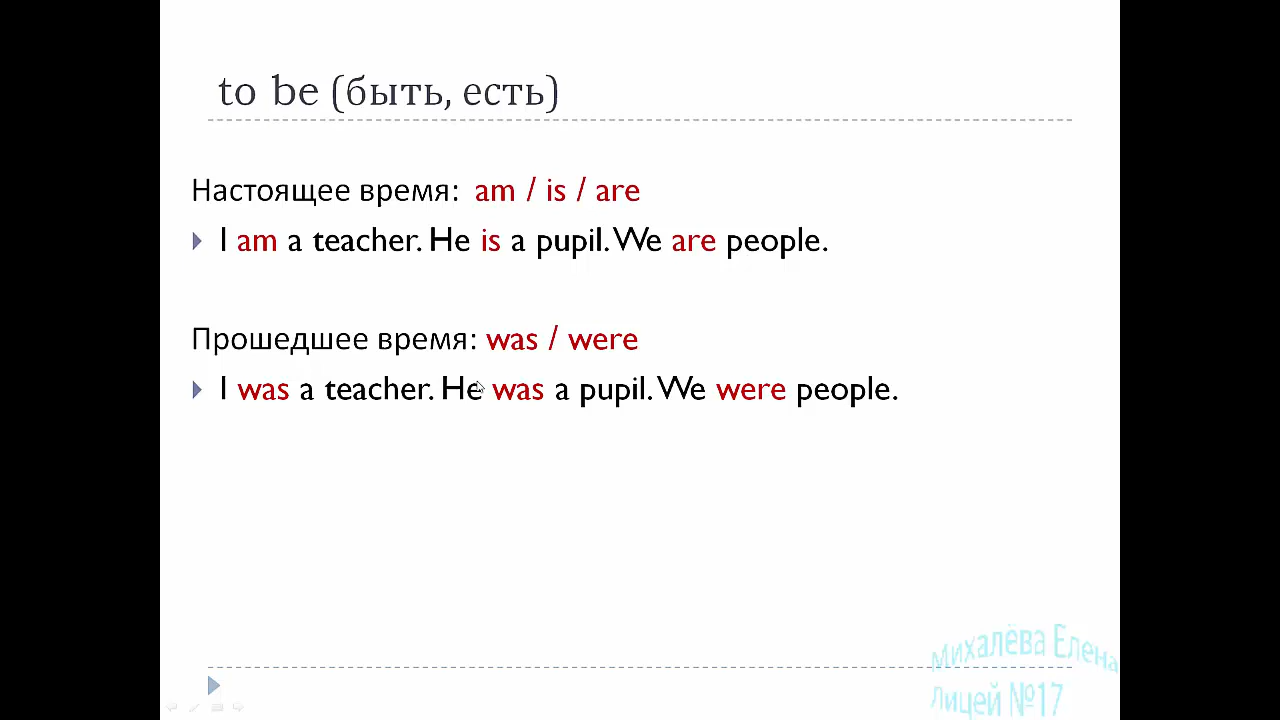 to be (быть, есть)
Настоящее время: am / is / are
I am a teacher. He is a pupil. We are people.
Прошедшее время: was / were
I was a teacher. He was a pupil. We were people.
Михалёва Елена
Лицей №17